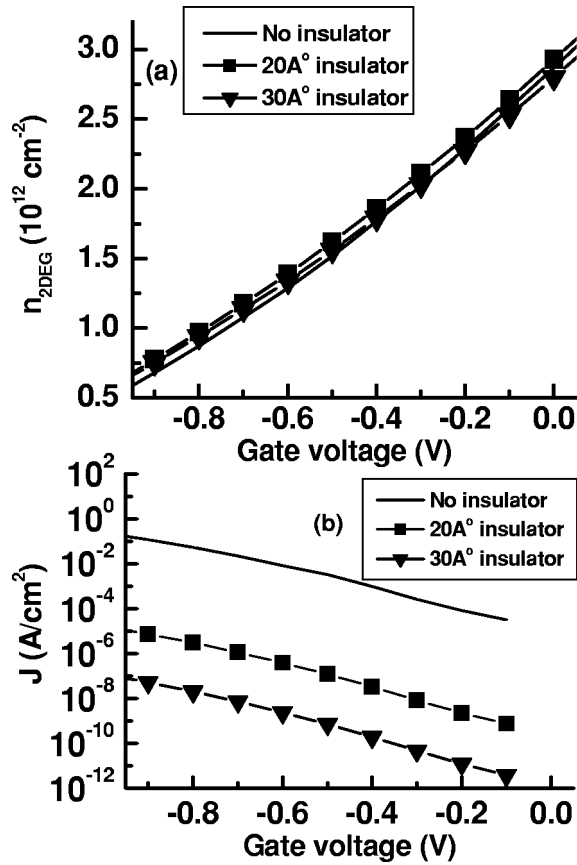 (a)
No insulator
20A° insulator
30A° insulator
n2DEG (10^12 cm^-2)
3.0
2.5
2.0
1.5
1.0
0.5
-0.8 -0.6 -0.4 -0.2 0.0
Gate voltage (V)
(b)
No insulator
20A° insulator
30A° insulator
J (A/cm^2)
10^2
10^0
10^-2
10^-4
10^-6
10^-8
10^-10
10^-12
-0.8 -0.6 -0.4 -0.2 0.0
Gate voltage (V)